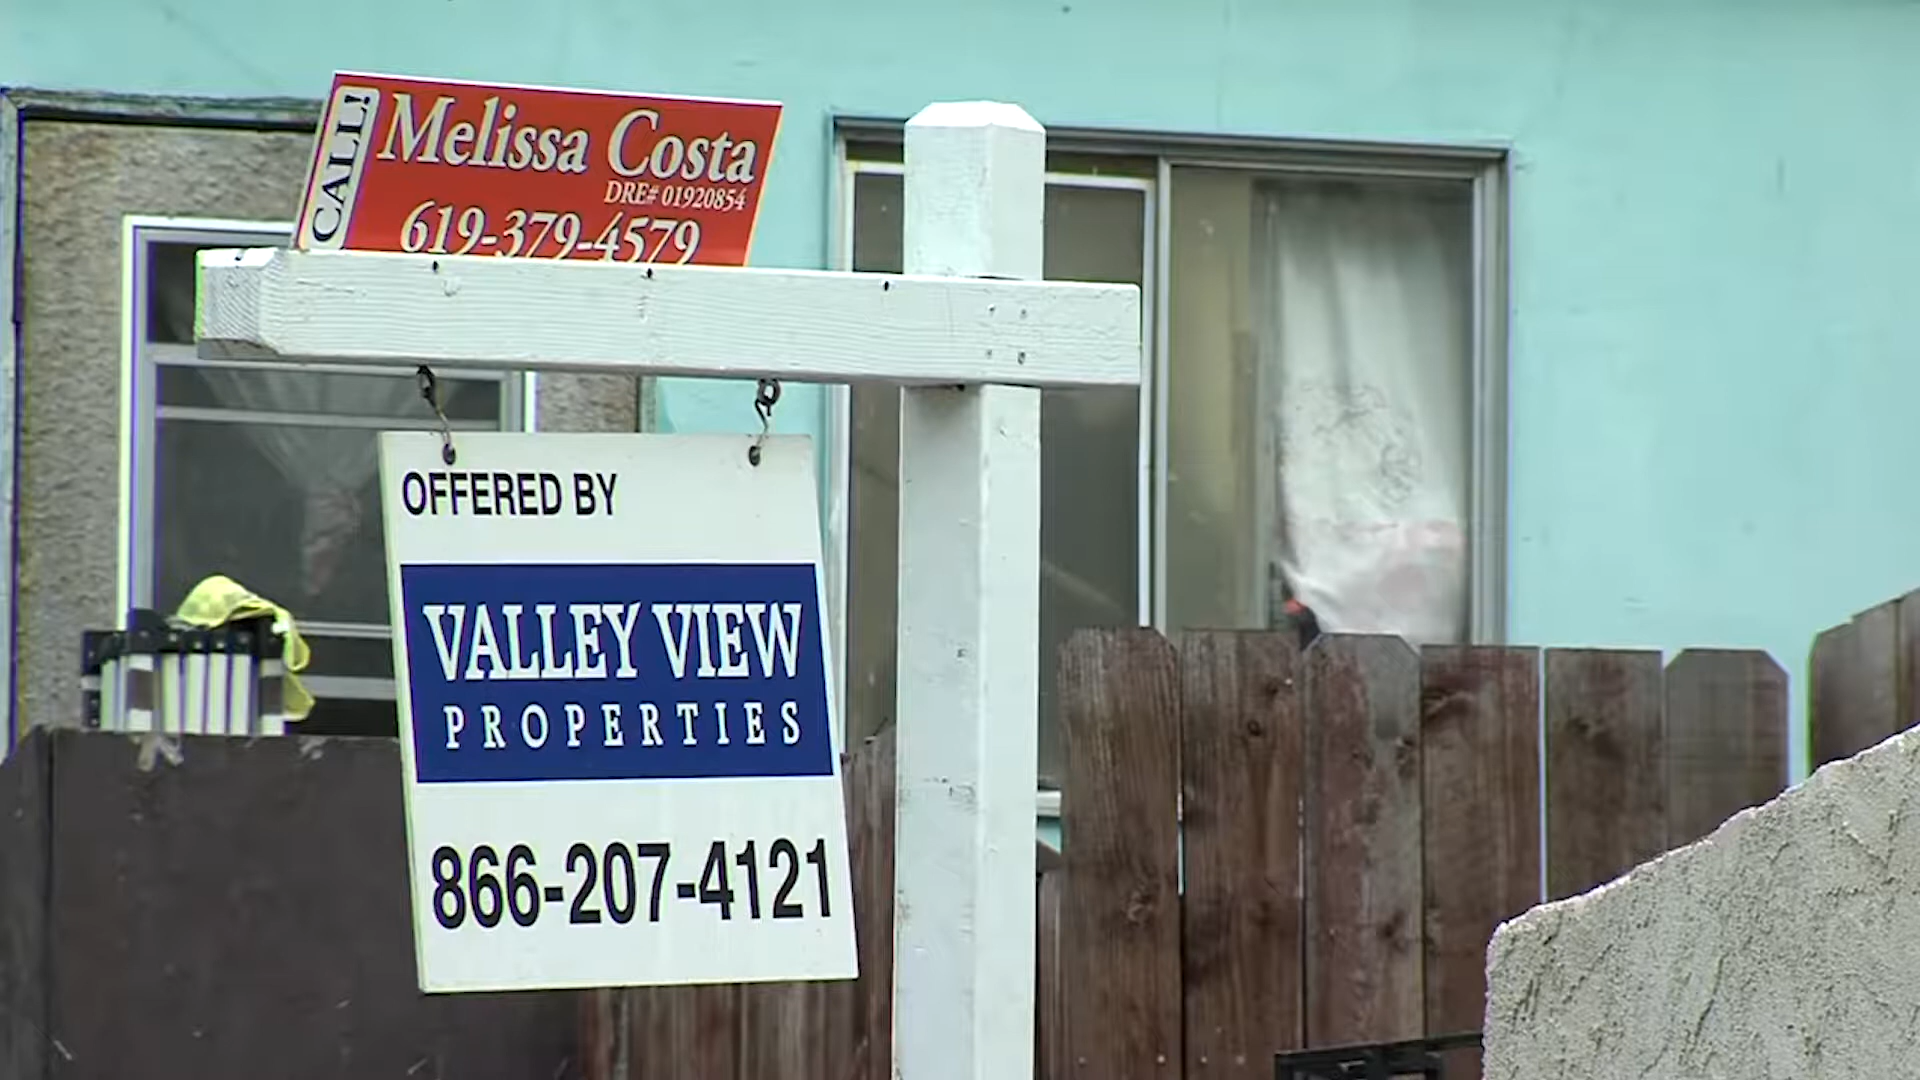 CALL!
Melissa Costa
DRE# 01920854
619-379-4579
OFFERED BY
VALLEY VIEW
PROPERTIES
866-207-4121